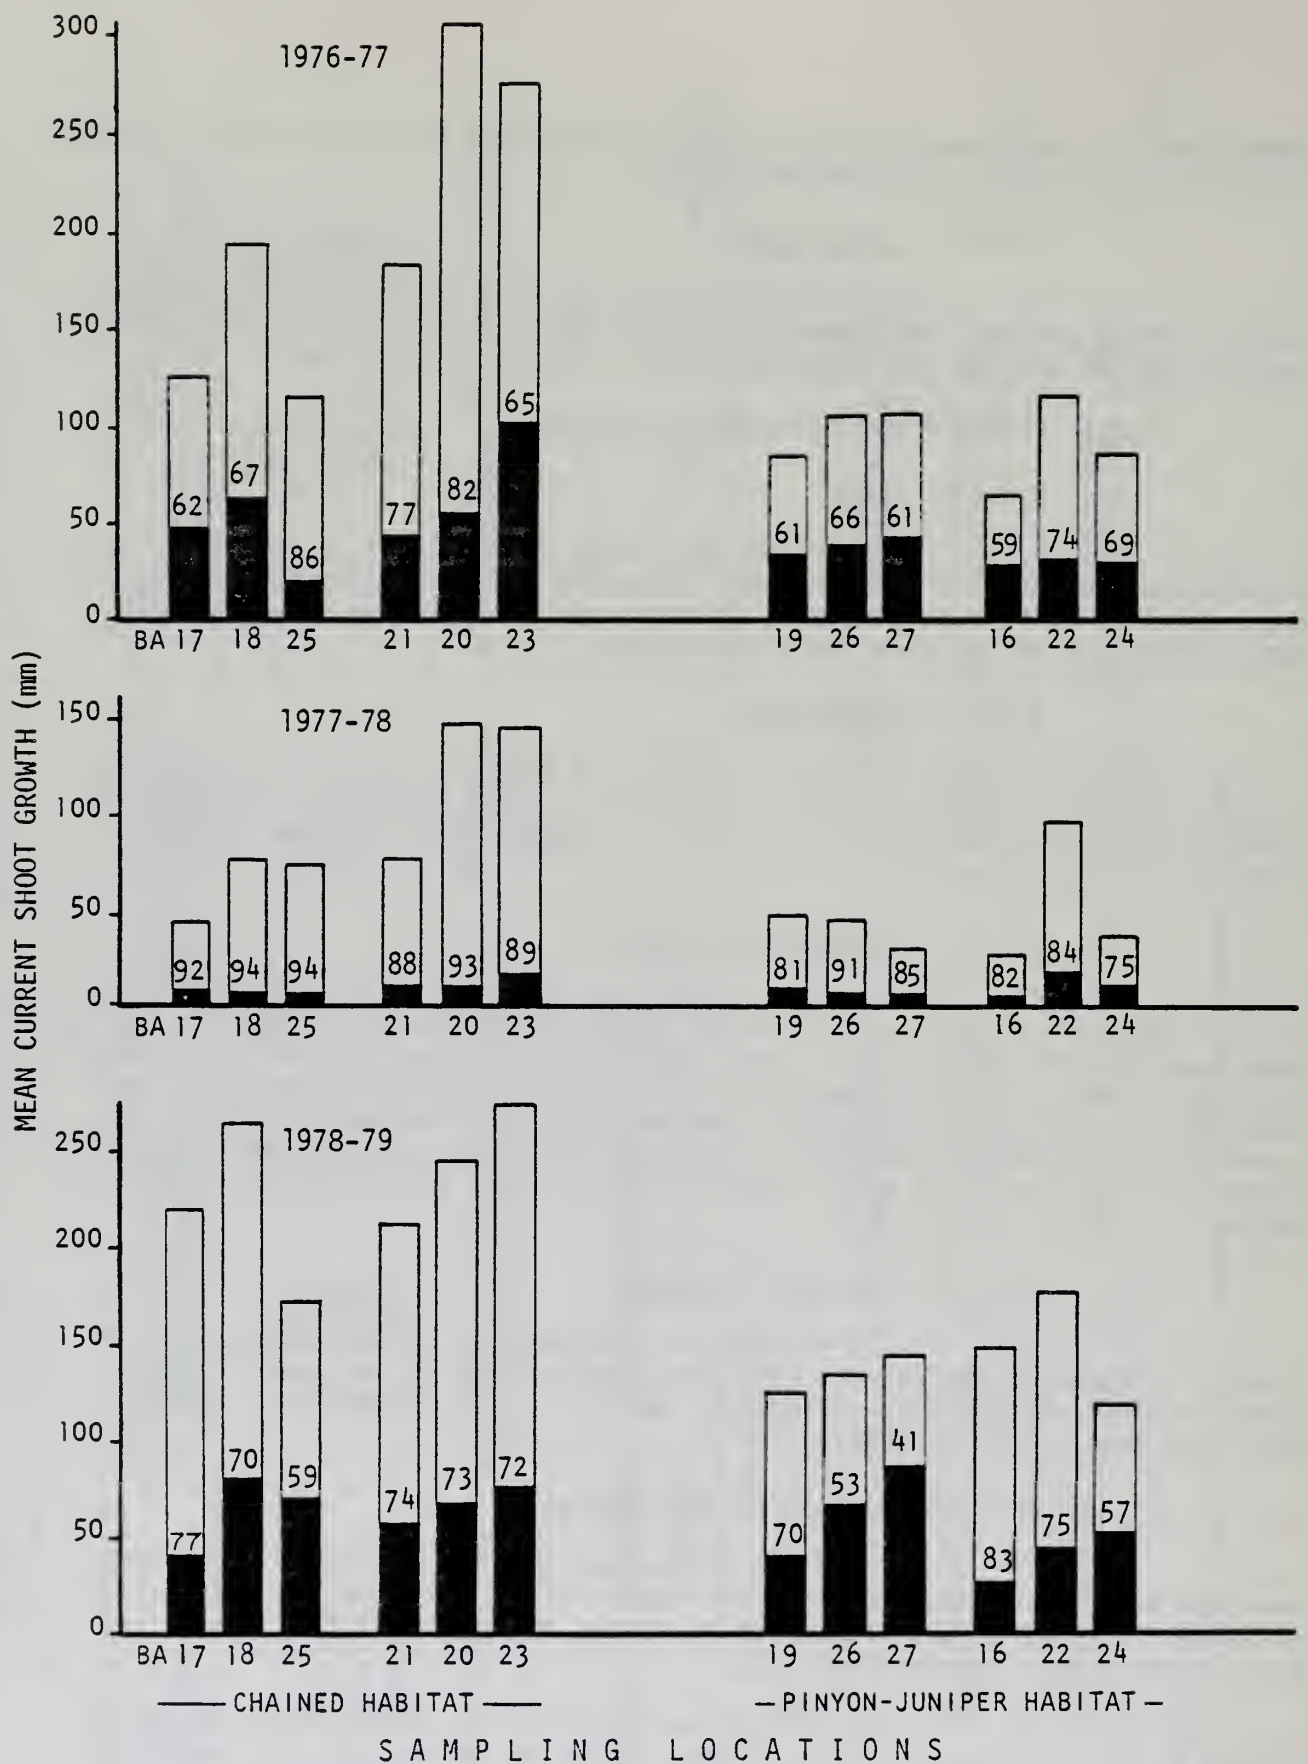 MEAN CURRENT SHOOT GROWTH (mm)
1976-77
300
250
200
150
100
50
0
62 67 86 77 82 65 61 66 61 59 74 69
BA 17 18 25 21 20 23 19 26 27 16 22 24
1977-78
150
100
50
0
92 94 94 88 93 89 81 91 85 82 84 75
BA 17 18 25 21 20 23 19 26 27 16 22 24
1978-79
250
200
150
100
50
0
77 70 59 74 73 72 70 53 41 83 75 57
BA 17 18 25 21 20 23 19 26 27 16 22 24
CHAINED HABITAT
PINYON-JUNIPER HABITAT
SAMPLING LOCATIONS